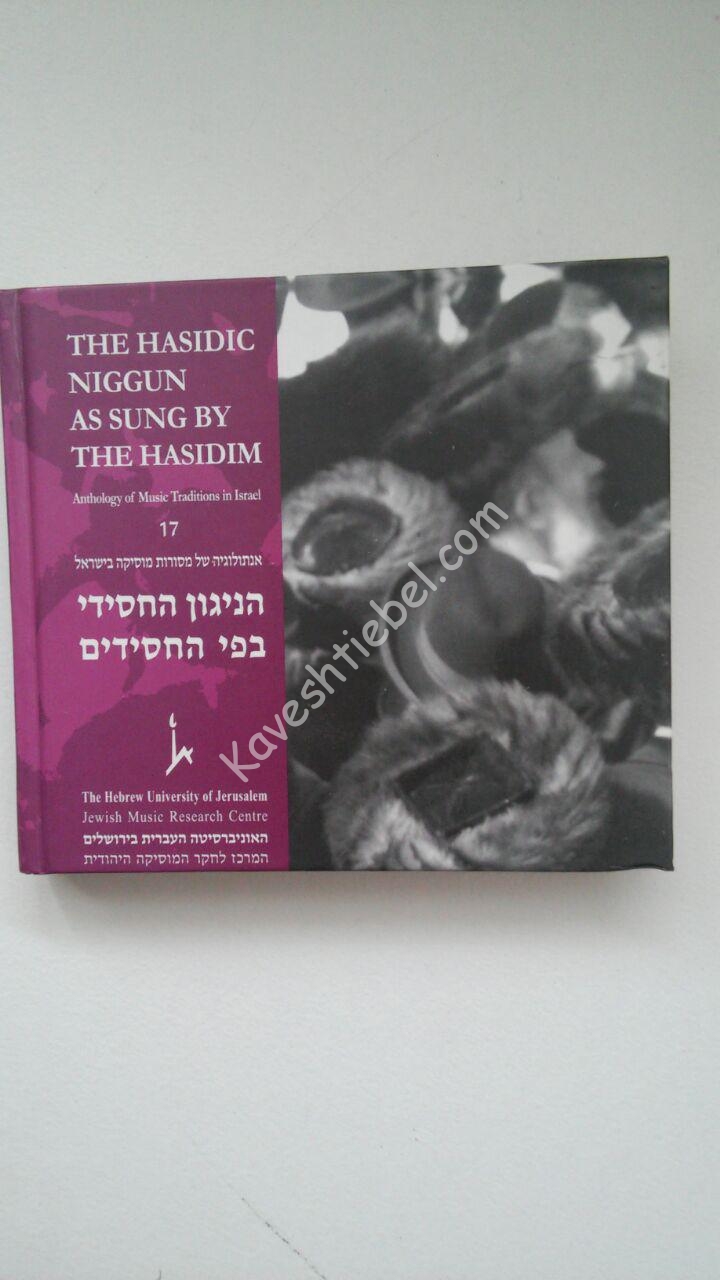 THE HASIDIC
NIGGUN
AS SUNG BY
THE HASIDIM
Anthology of Music Traditions in Israel
17
אנתולוגיה של מסורות מוסיקה בישראל
הניגון החסידי
בפי החסידים
The Hebrew University of Jerusalem
Jewish Music Research Centre
האוניברסיטה העברית בירושלים
המרכז לחקר המוסיקה היהודית
Kaveshtiebel.com